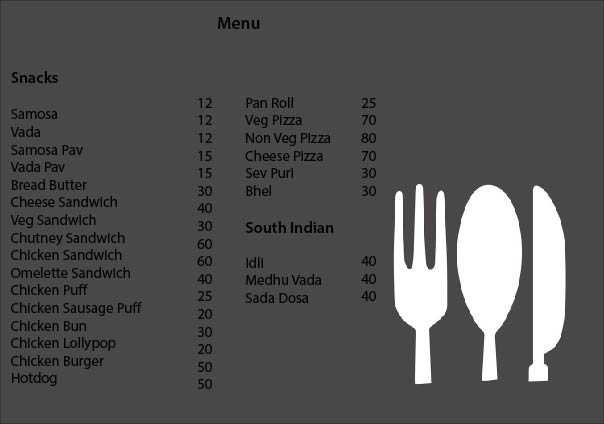 Menu
Snacks
Samosa
Vada
Samosa Pav
Vada Pav
Bread Butter
Cheese Sandwich
Veg Sandwich
Chutney Sandwich
Chicken Sandwich
Omelette Sandwich
Chicken Puff
Chicken Sausage Puff
Chicken Bun
Chicken Lollypop
Chicken Burger
Hotdog
12
12
12
15
15
30
40
30
60
60
40
25
20
30
20
50
50
Pan Roll 25
Veg Pizza 70
Non Veg Pizza 80
Cheese Pizza 70
Sev Puri 30
Bhel 30
South Indian
Idli 40
Medhu Vada 40
Sada Dosa 40